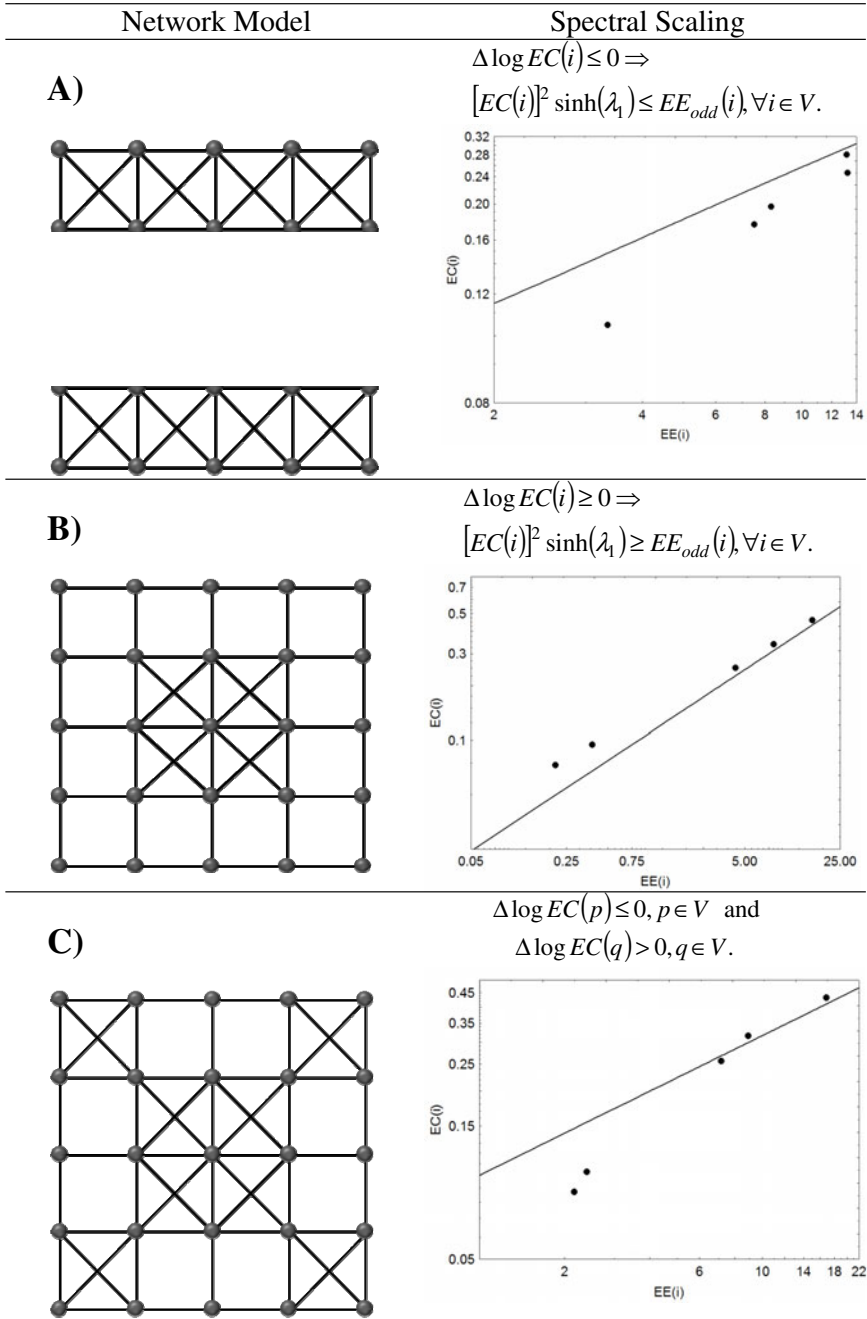 Network Model Spectral Scaling
A)
Δ log EC(i) ≤ 0 ⇒
[EC(i)]² sinh(λ₁) ≤ EE_odd(i), ∀i ∈ V.
0.32
0.28
0.24
0.20
0.16
0.12
0.08
EC(i)
2 4 6 8 10 12 14
EE(i)
B)
Δ log EC(i) ≥ 0 ⇒
[EC(i)]² sinh(λ₁) ≥ EE_odd(i), ∀i ∈ V.
0.7
0.5
0.3
0.1
EC(i)
0.05 0.25 0.75 5.00 25.00
EE(i)
C)
Δ log EC(p) ≤ 0, p ∈ V and
Δ log EC(q) > 0, q ∈ V.
0.45
0.35
0.25
0.15
0.05
EC(i)
2 6 10 14 18 22
EE(i)